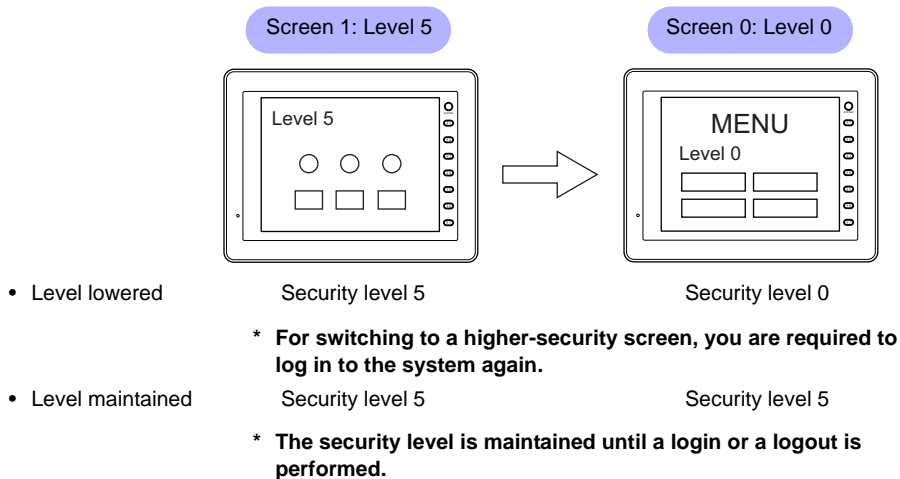 Screen 1: Level 5
Screen 0: Level 0
Level 5
MENU
Level 0
• Level lowered
Security level 5
Security level 0
* For switching to a higher-security screen, you are required to
log in to the system again.
• Level maintained
Security level 5
Security level 5
* The security level is maintained until a login or a logout is
performed.